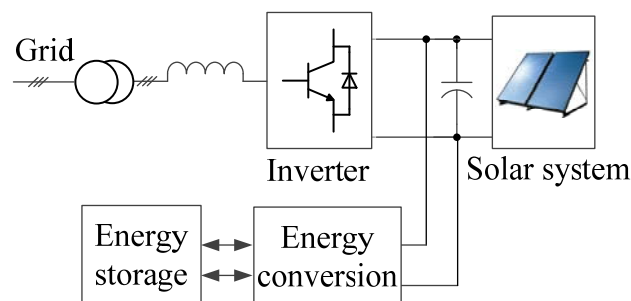 Grid
Inverter
Solar system
Energy
storage
Energy
conversion